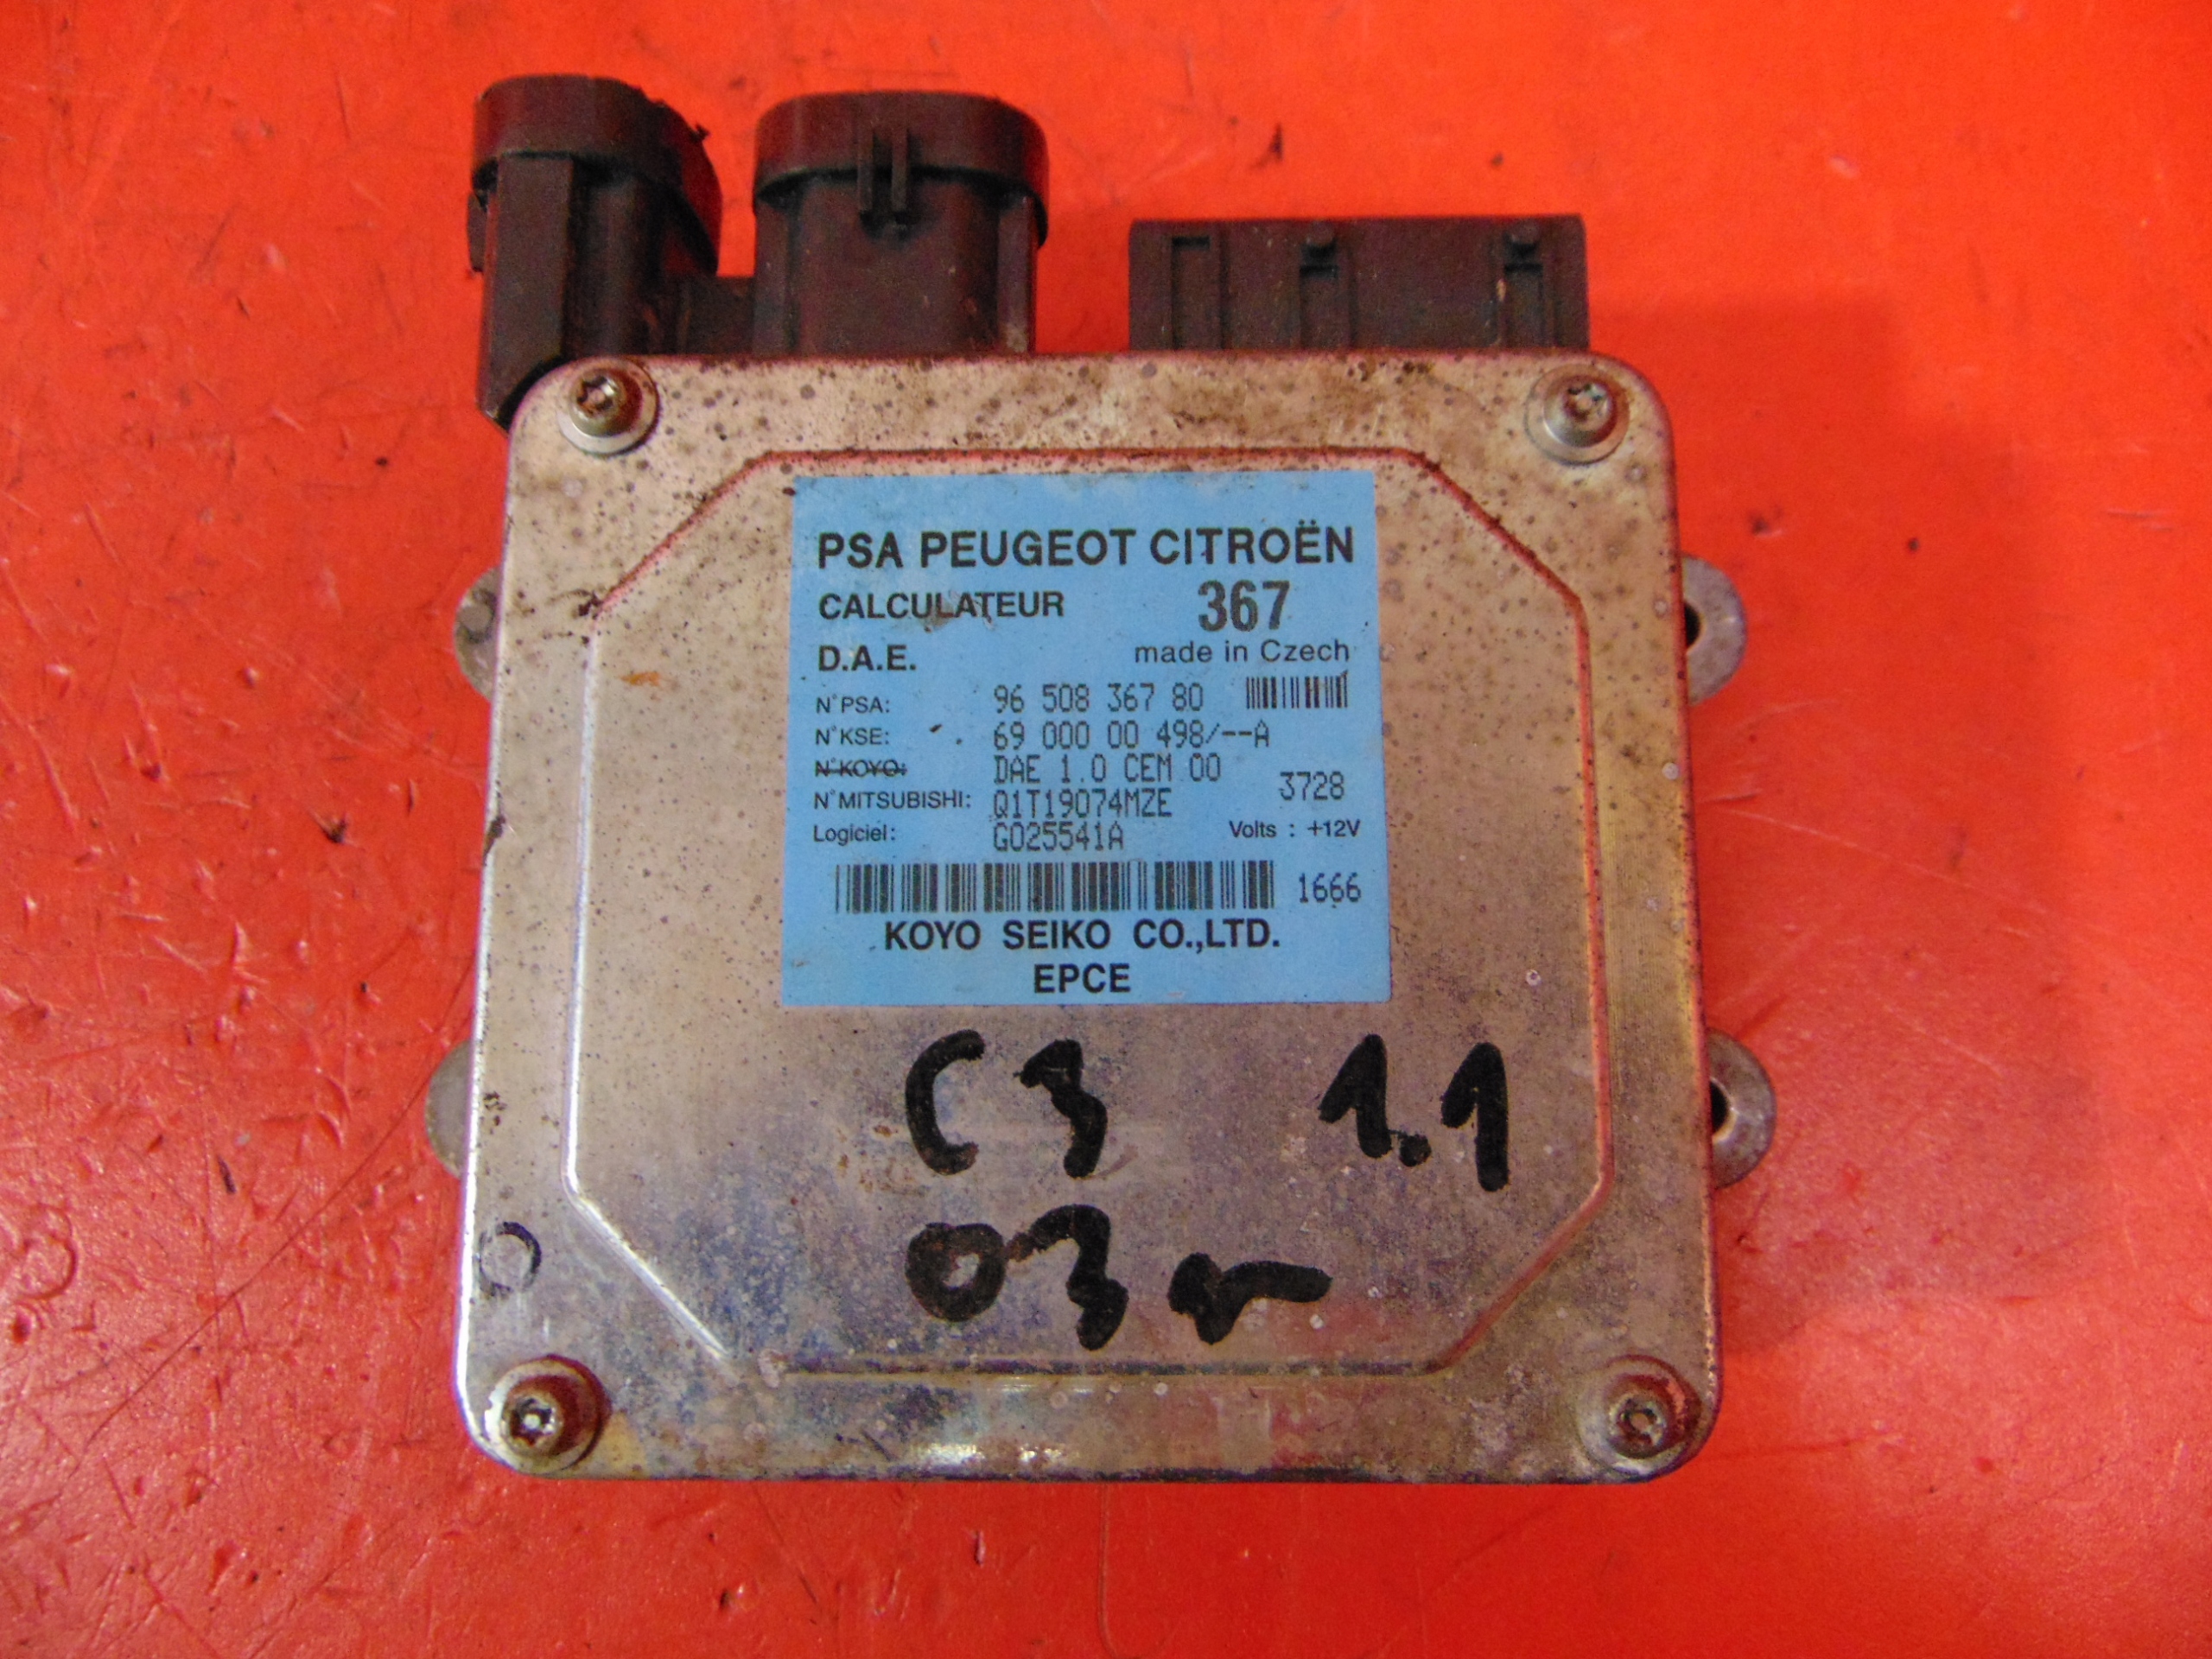 PSA PEUGEOT CITROËN
CALCULATEUR 367
D.A.E. made in Czech
N° PSA: 96 508 367 80
N° KSE: 69 000 00 498/--A
N° KOYO: DAE 1.0 CEM 00
3728
N° MITSUBISHI: Q1T19074MZE
Logiciel: G025541A Volts : +12V
1666
KOYO SEIKO CO.,LTD.
EPCE
C3 1.1
03r